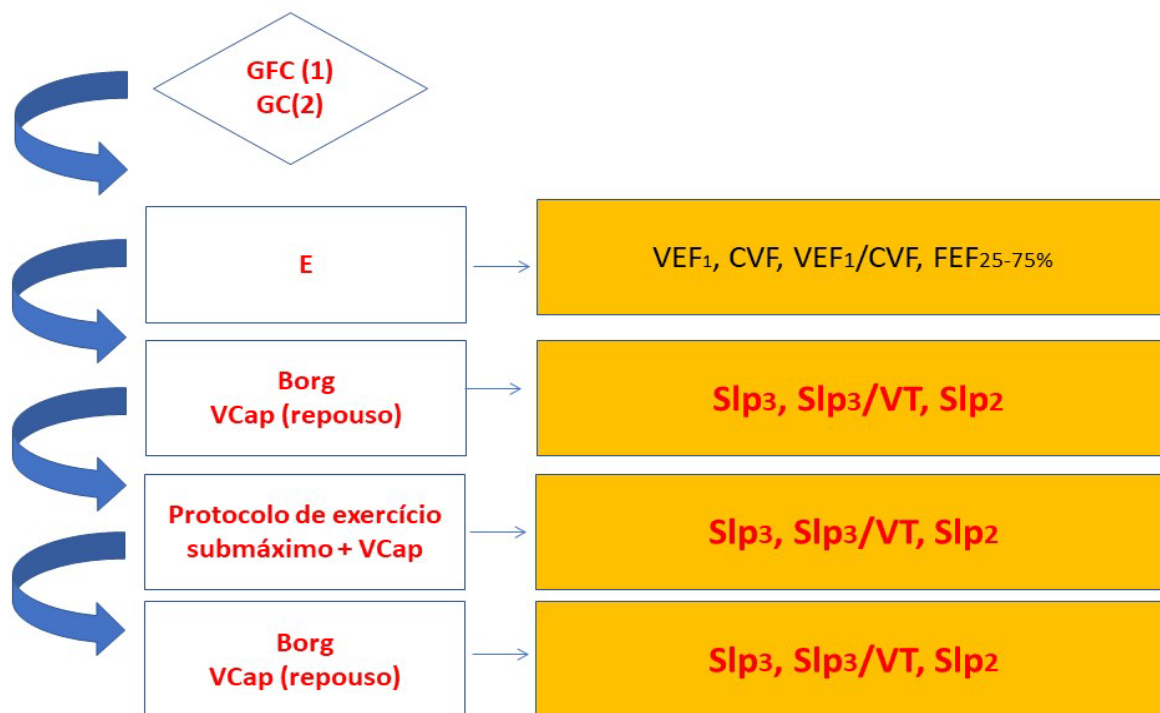 GFC (1)
GC(2)
E
VEF1, CVF, VEF1/CVF, FEF25-75%
Borg
VCap (repouso)
Slp3, Slp3/VT, Slp2
Protocolo de exercício
submáximo + VCap
Slp3, Slp3/VT, Slp2
Borg
VCap (repouso)
Slp3, Slp3/VT, Slp2